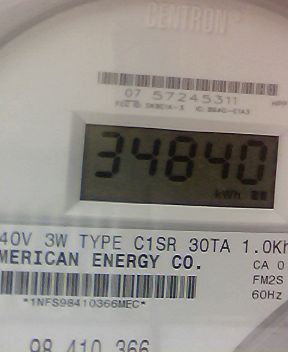 CENTRON
07 57245311
34840
kWh
40V 3W TYPE C1SR 30TA 1.0Kh
MERICAN ENERGY CO.
CA 0
FM2S
60Hz
*1NFS98410366MEC*
98 410 366